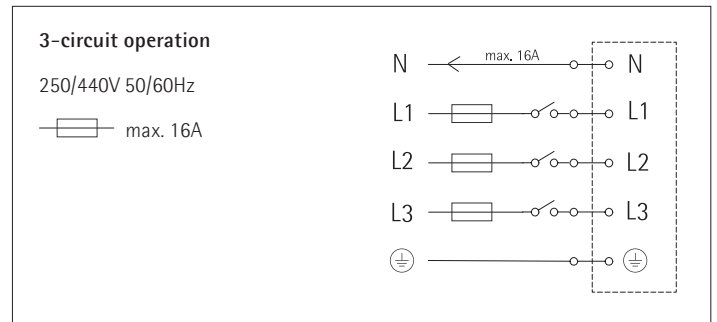 3-circuit operation
250/440V 50/60Hz
max. 16A
N max. 16A N
L1 L1
L2 L2
L3 L3